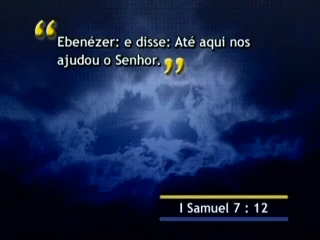 “Ebenézer: e disse: Até aqui nos
ajudou o Senhor.”
I Samuel 7 : 12